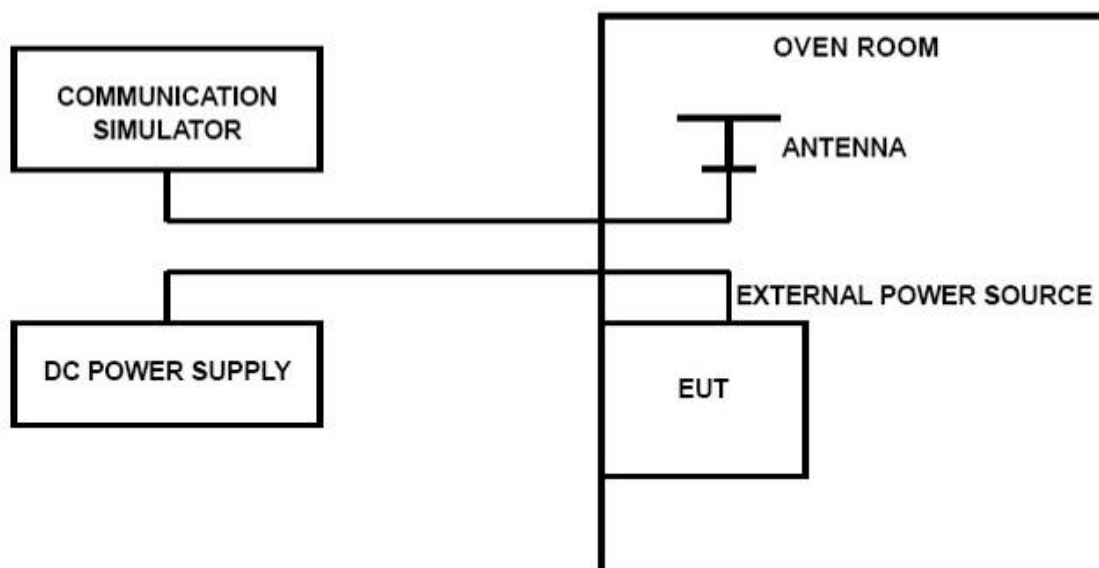 OVEN ROOM
COMMUNICATION
SIMULATOR
ANTENNA
EXTERNAL POWER SOURCE
DC POWER SUPPLY
EUT